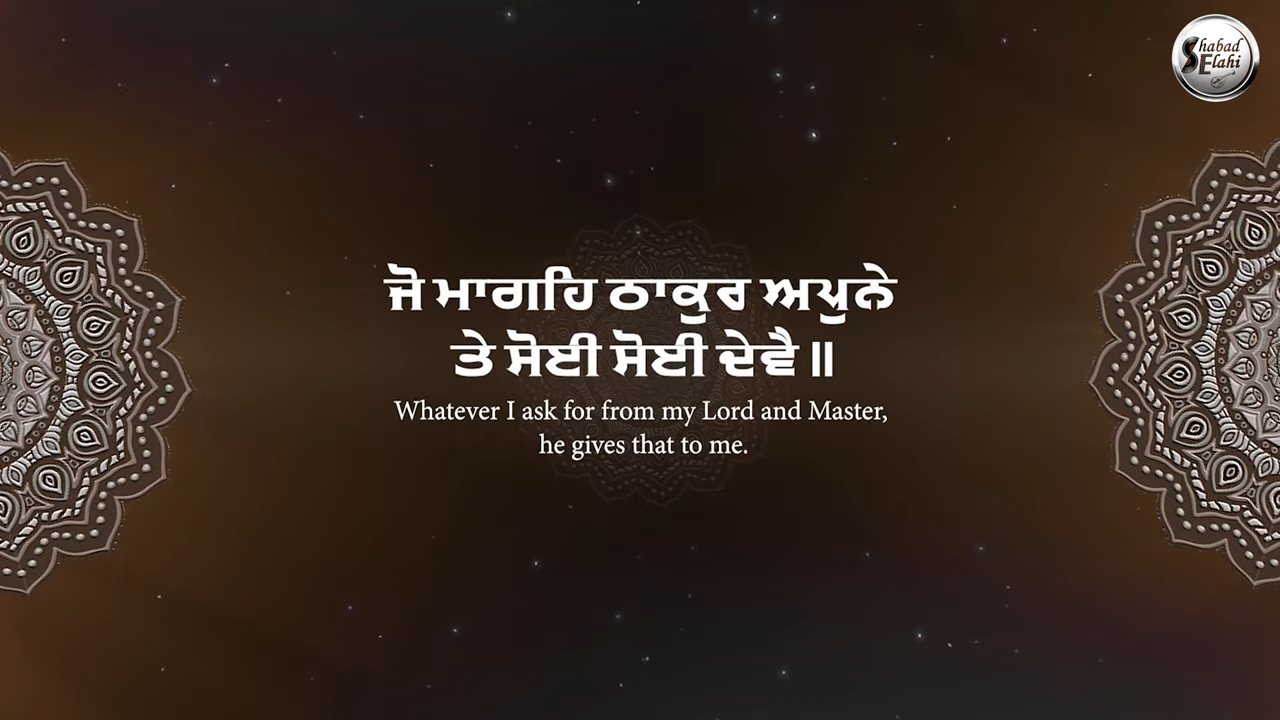 Shabad
Elahi
ਜੋ ਮਾਗਹਿ ਠਾਕੁਰ ਅਪੁਨੇ
ਤੇ ਸੋਈ ਸੋਈ ਦੇਵੈ ॥
Whatever I ask for from my Lord and Master,
he gives that to me.